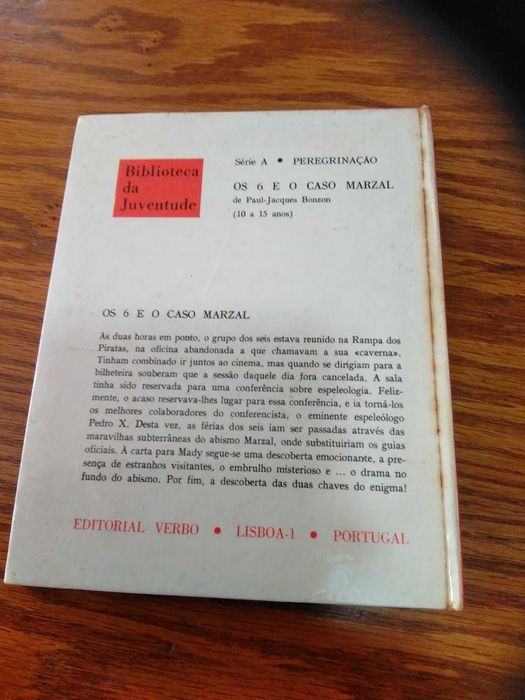 Biblioteca
da
Juventude
Série A • PEREGRINAÇÃO
OS 6 E O CASO MARZAL
de Paul-Jacques Bonzon
(10 a 15 anos)
OS 6 E O CASO MARZAL
Às duas horas em ponto, o grupo dos seis estava reunido na Rampa dos
Piratas, na oficina abandonada a que chamavam a sua «caverna».
Tinham combinado ir juntos ao cinema, mas quando se dirigiam para a
bilheteira souberam que a sessão daquele dia fora cancelada. A sala
tinha sido reservada para uma conferência sobre espeleologia. Feliz-
mente, o acaso reservava-lhes lugar para essa conferência, e ia torná-los
os melhores colaboradores do conferencista, o eminente espeleólogo
Pedro X. Desta vez, as férias dos seis iam ser passadas através das
maravilhas subterrâneas do abismo Marzal, onde substituiriam os guias
oficiais. A carta para Mady segue-se uma descoberta emocionante, a pre-
sença de estranhos visitantes, o embrulho misterioso e ... o drama no
fundo do abismo. Por fim, a descoberta das duas chaves do enigma!
EDITORIAL VERBO • LISBOA-1 • PORTUGAL